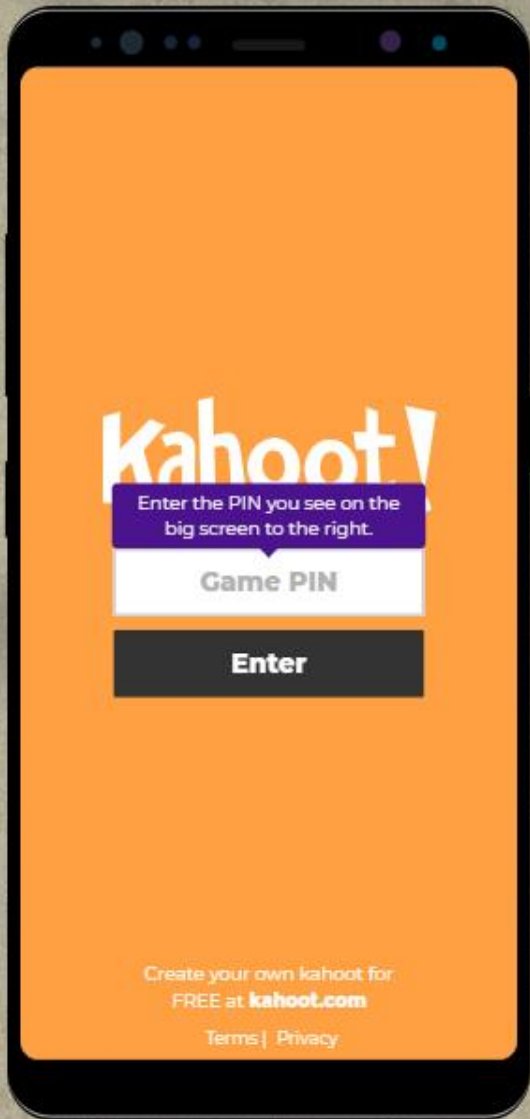 Kahoot!
Enter the PIN you see on the
big screen to the right.
Game PIN
Enter
Create your own kahoot for
FREE at kahoot.com
Terms | Privacy